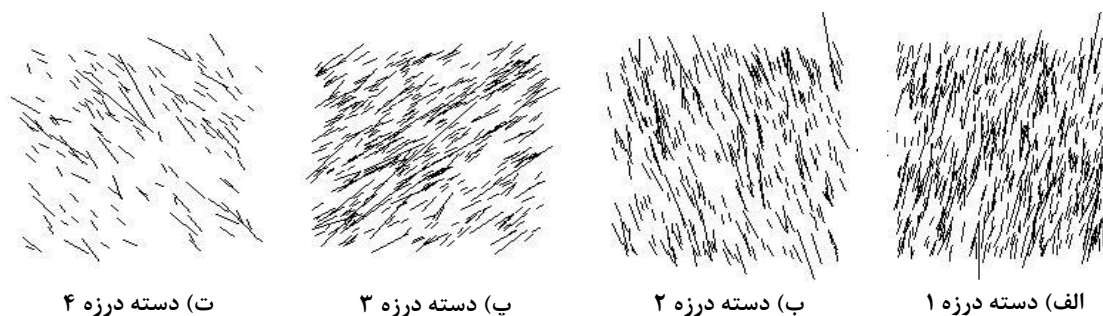 الف) دسته درزه ۱
ب) دسته درزه ۲
پ) دسته درزه ۳
ت) دسته درزه ۴